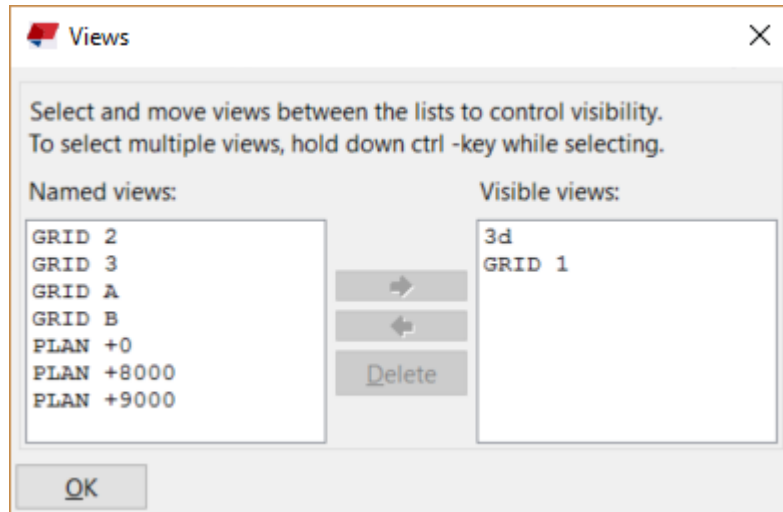 Views
Select and move views between the lists to control visibility.
To select multiple views, hold down ctrl -key while selecting.
Named views:
GRID 2
GRID 3
GRID A
GRID B
PLAN +0
PLAN +8000
PLAN +9000
Visible views:
3d
GRID 1
Delete
OK